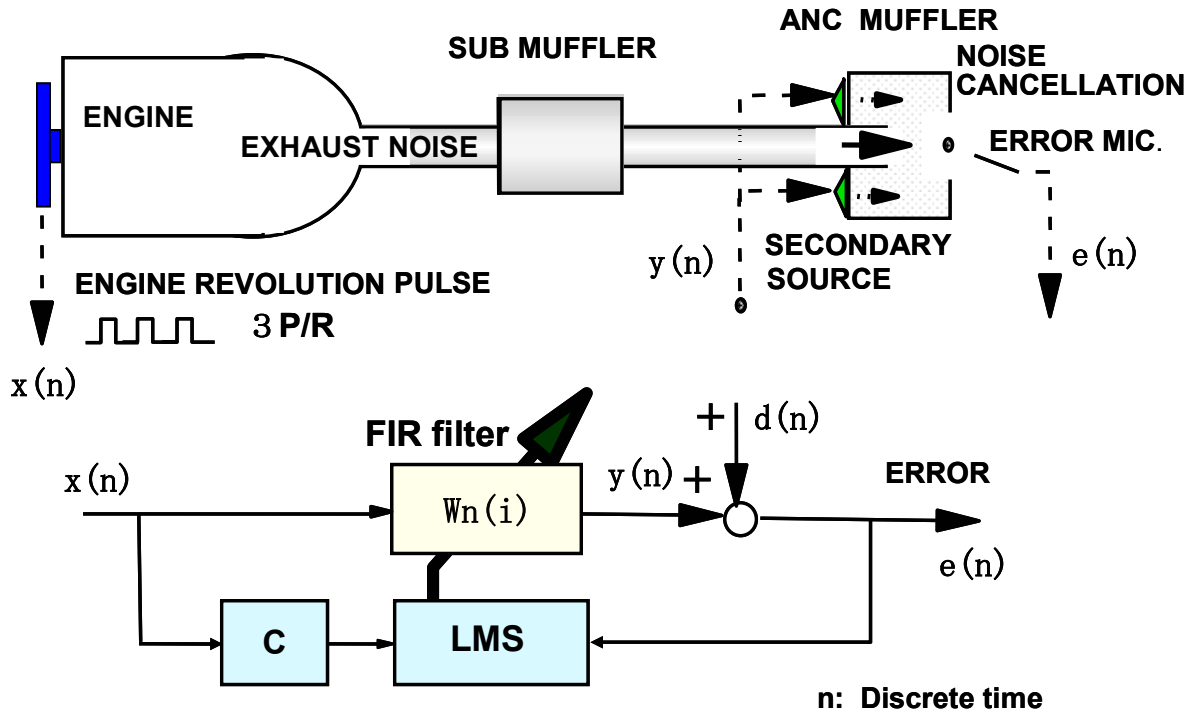 ANC MUFFLER
SUB MUFFLER
NOISE
CANCELLATION
ENGINE
EXHAUST NOISE
ERROR MIC.
SECONDARY
SOURCE
y(n)
e(n)
ENGINE REVOLUTION PULSE
3 P/R
x(n)
FIR filter
+
d(n)
x(n)
y(n)
+
ERROR
Wn(i)
e(n)
C
LMS
n: Discrete time